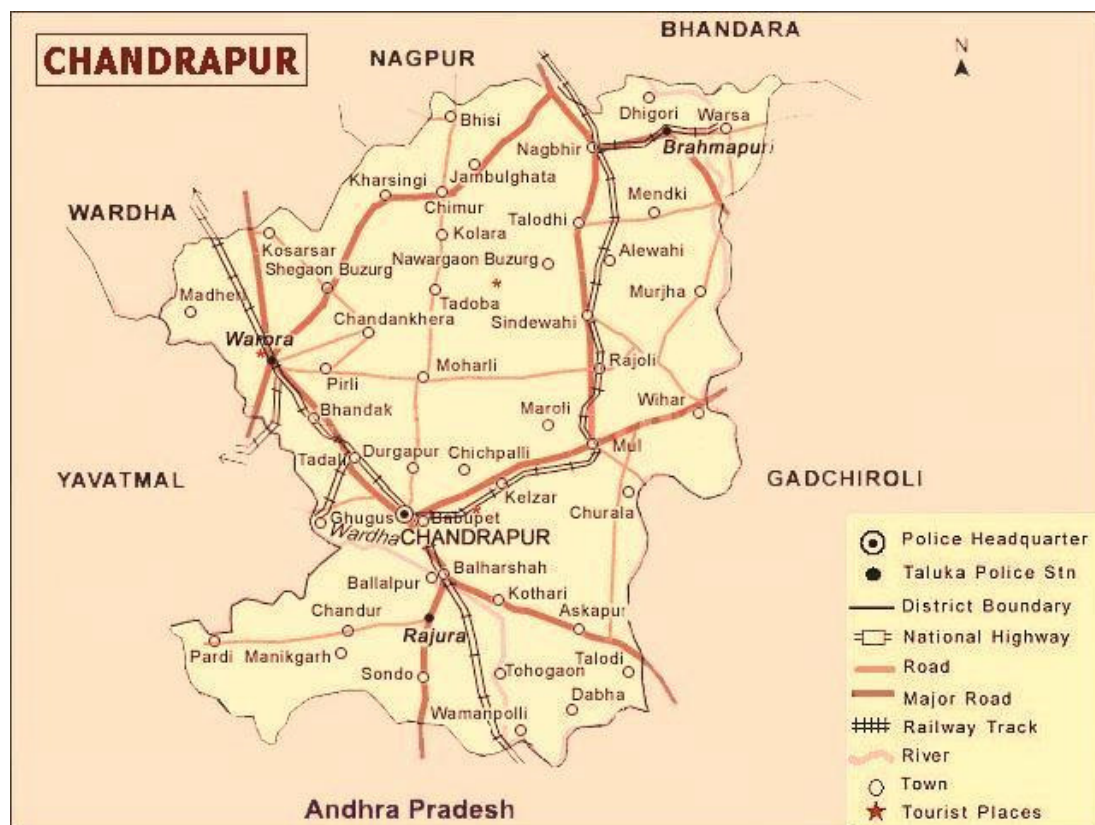 CHANDRAPUR
BHANDARA
NAGPUR
N
Dhigori
Warsa
Bhisi
Nagbhir
Brahmapuri
Jambulghata
Kharsingi
Chimur
Mendki
WARDHA
Talodhi
Kolara
Kosarsar
Nawargaon Buzurg
Alewahi
Shegaon Buzurg
Madheri
Tadoba
Murjha
Chandankhera
Sindewahi
Warora
Moharli
Rajoli
Pirli
Wihar
Maroli
Bhandak
Mul
Tadali
Durgapur
Chichpalli
YAVATMAL
GADCHIROLI
Kelzar
Churala
Ghugus
Babupet
Wardha
CHANDRAPUR
Balharshah
Ballalpur
Kothari
Chandur
Askapur
Rajura
Pardi
Manikgarh
Talodi
Sondo
Tohogaon
Dabha
Wamanpolli
Andhra Pradesh
Police Headquarter
Taluka Police Stn
District Boundary
National Highway
Road
Major Road
Railway Track
River
Town
Tourist Places